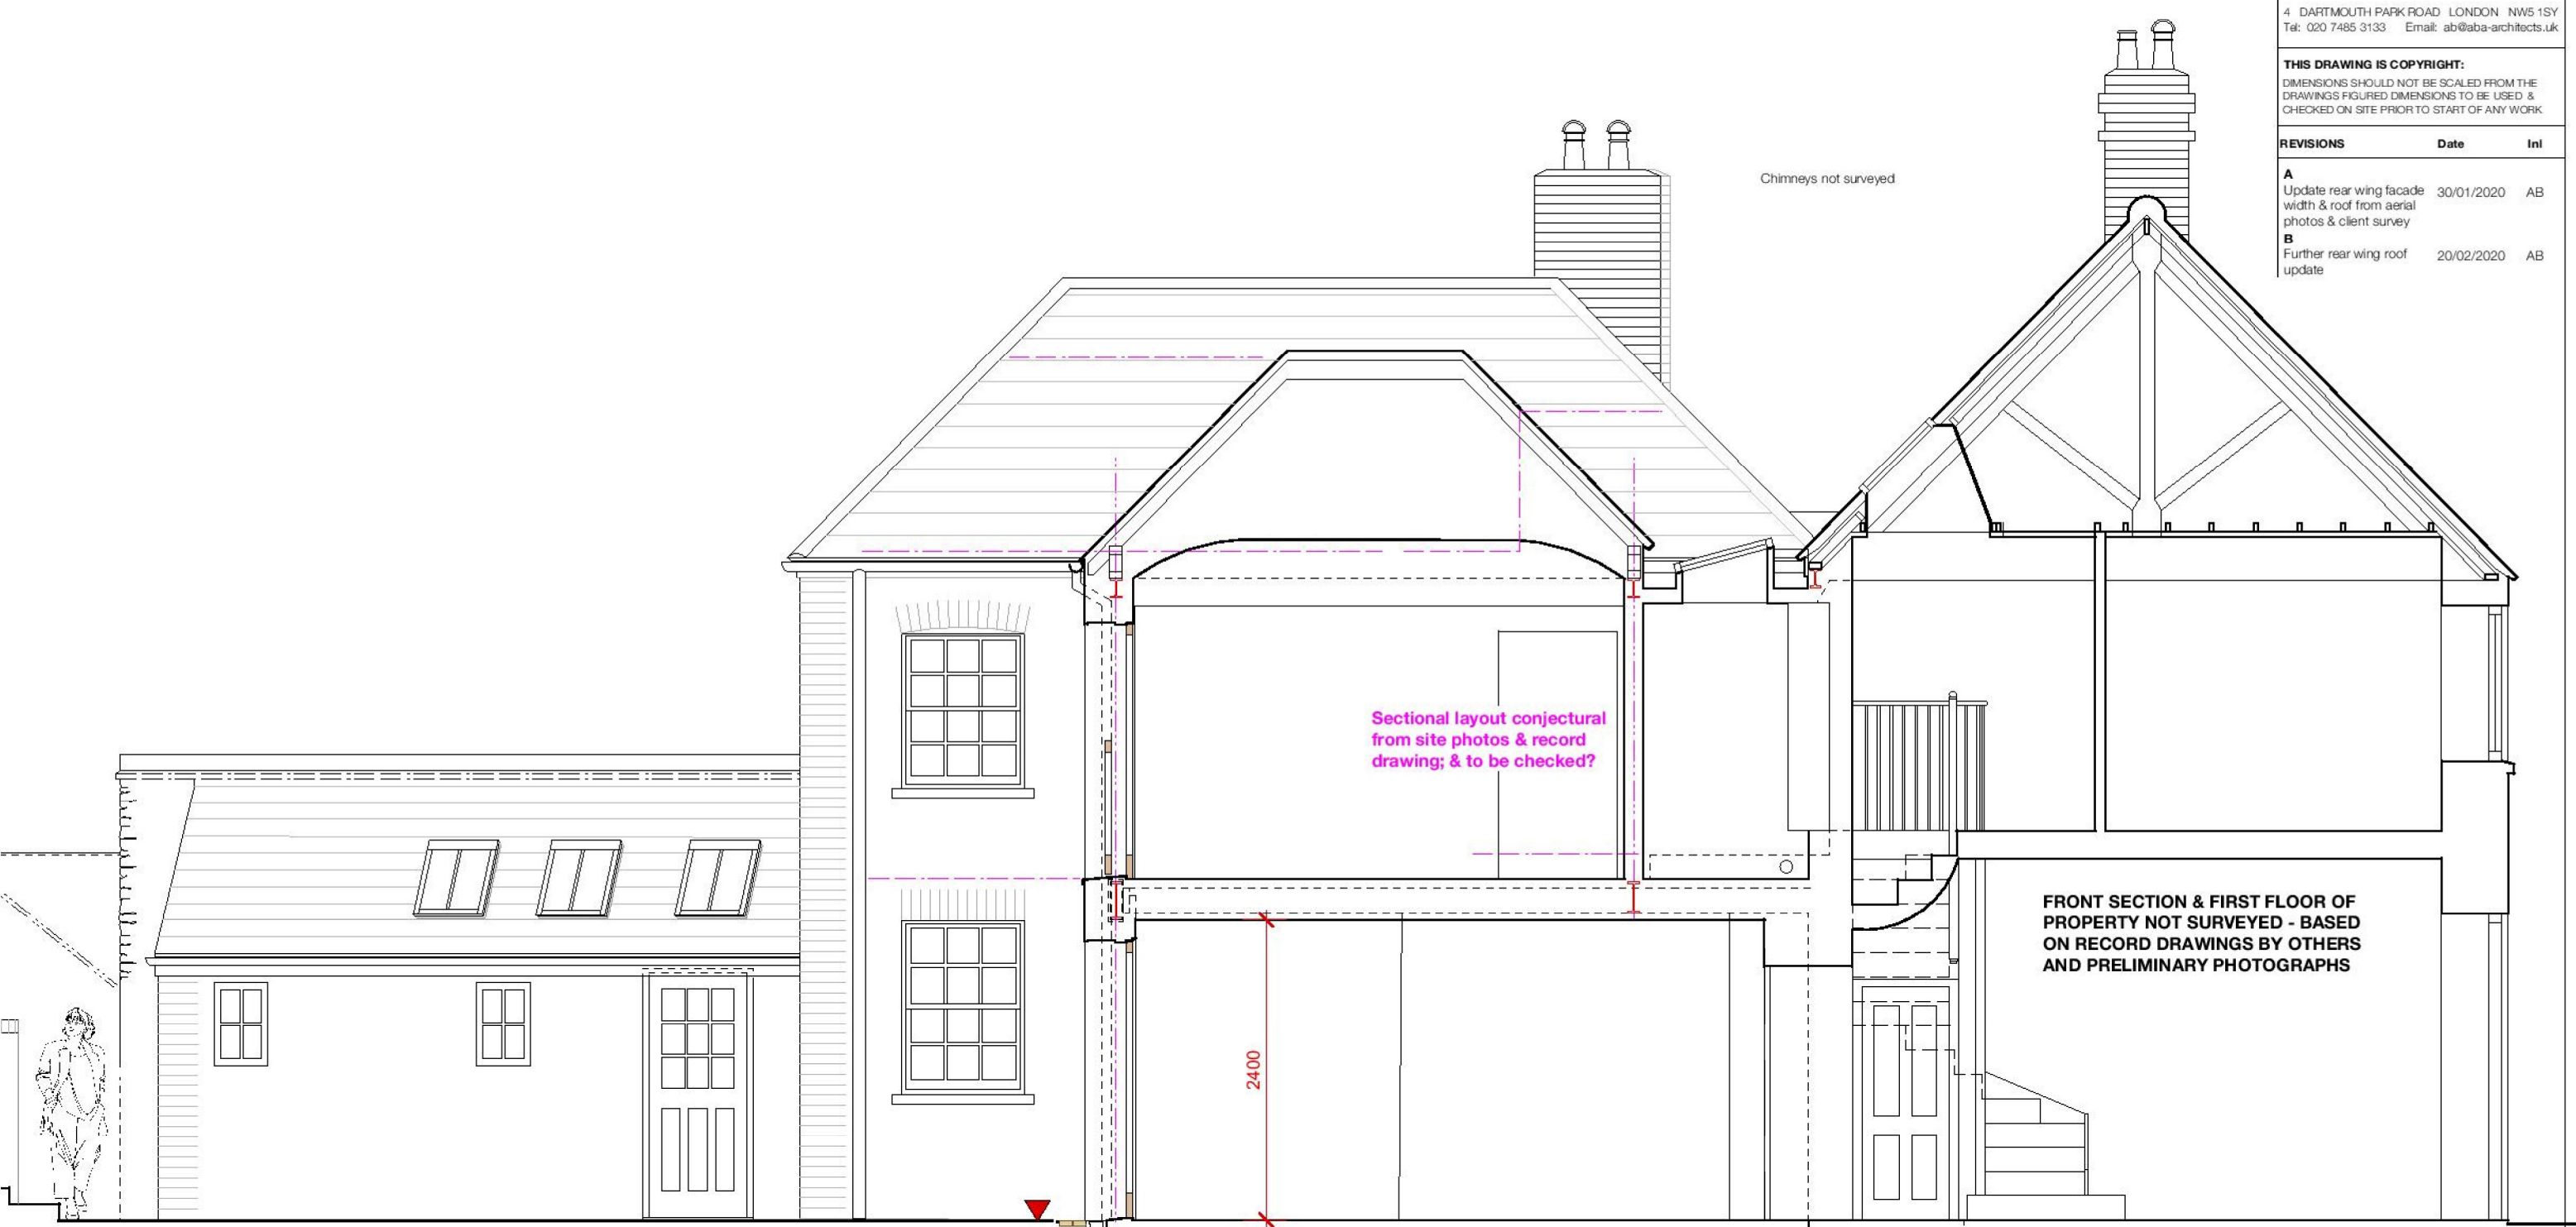 4 DARTMOUTH PARK ROAD LONDON NW5 1SY
Tel: 020 7485 3133 Email: ab@aba-architects.uk
THIS DRAWING IS COPYRIGHT:
DIMENSIONS SHOULD NOT BE SCALED FROM THE
DRAWINGS FIGURED DIMENSIONS TO BE USED &
CHECKED ON SITE PRIOR TO START OF ANY WORK
REVISIONS Date Inl
A
Update rear wing facade 30/01/2020 AB
width & roof from aerial
photos & client survey
B
Further rear wing roof 20/02/2020 AB
update
Chimneys not surveyed
Sectional layout conjectural
from site photos & record
drawing; & to be checked?
FRONT SECTION & FIRST FLOOR OF
PROPERTY NOT SURVEYED - BASED
ON RECORD DRAWINGS BY OTHERS
AND PRELIMINARY PHOTOGRAPHS
2400